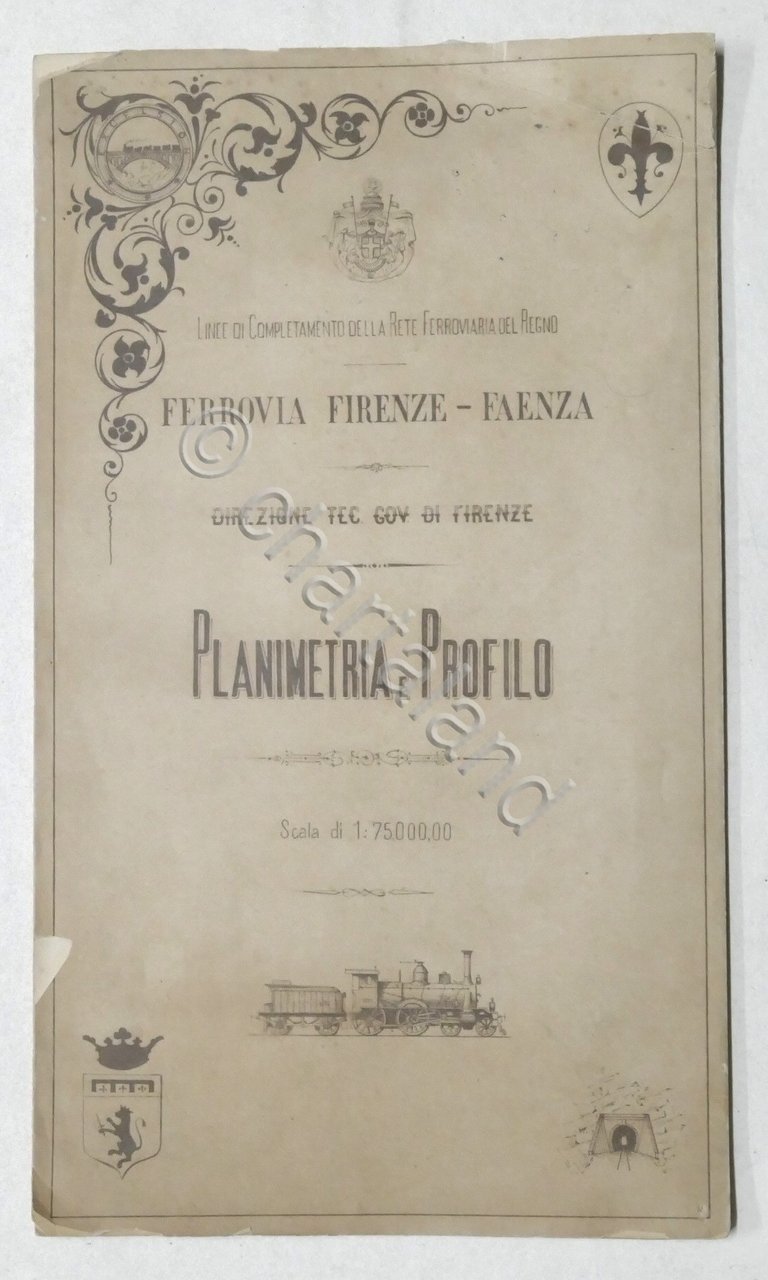 LINEE DI COMPLETAMENTO DELLA RETE FERROVIARIA DEL REGNO
FERROVIA FIRENZE - FAENZA
DIREZIONE TEC. GOV. DI FIRENZE
PLANIMETRIA E PROFILO
Scala di 1:75.000,00
© chartaland